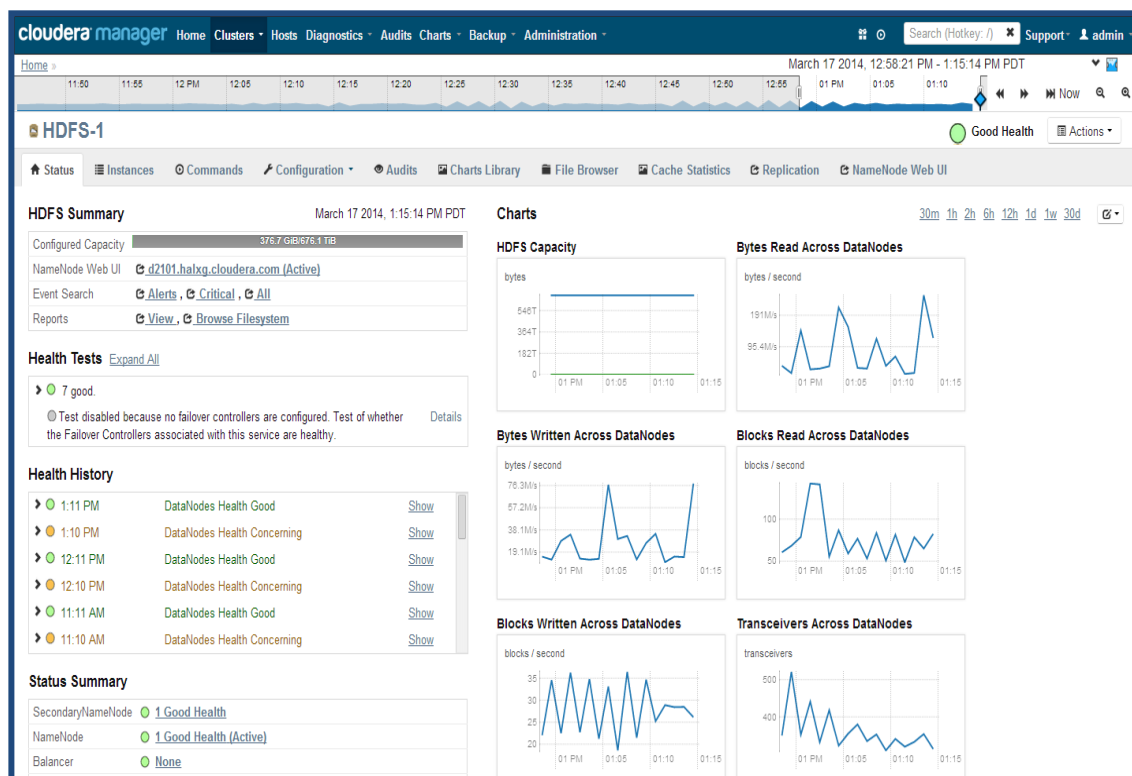 cloudera manager Home Clusters Hosts Diagnostics Audits Charts Backup Administration Search (Hotkey: /) Support admin
Home March 17 2014, 12:58:21 PM - 1:15:14 PM PDT
11:50 11:55 12 PM 12:05 12:10 12:15 12:20 12:25 12:30 12:35 12:40 12:45 12:50 12:55 01 PM 01:05 01:10 Now
HDFS-1 Good Health Actions
Status Instances Commands Configuration Audits Charts Library File Browser Cache Statistics Replication NameNode Web UI
HDFS Summary March 17 2014, 1:15:14 PM PDT
Configured Capacity 376.7 GiB/676.1 TiB
NameNode Web UI d2101.halxg.cloudera.com (Active)
Event Search Alerts , Critical , All
Reports View , Browse Filesystem
Health Tests Expand All
7 good.
Test disabled because no failover controllers are configured. Test of whether Details
the Failover Controllers associated with this service are healthy.
Health History
1:11 PM DataNodes Health Good Show
1:10 PM DataNodes Health Concerning Show
12:11 PM DataNodes Health Good Show
12:10 PM DataNodes Health Concerning Show
11:11 AM DataNodes Health Good Show
11:10 AM DataNodes Health Concerning Show
Status Summary
SecondaryNameNode 1 Good Health
NameNode 1 Good Health (Active)
Balancer None
Charts 30m 1h 2h 6h 12h 1d 1w 30d
HDFS Capacity
bytes
546T
364T
182T
0
01 PM 01:05 01:10 01:15
Bytes Read Across DataNodes
bytes / second
191M/s
95.4M/s
01 PM 01:05 01:10 01:15
Bytes Written Across DataNodes
bytes / second
76.3M/s
57.2M/s
38.1M/s
19.1M/s
01 PM 01:05 01:10 01:15
Blocks Read Across DataNodes
blocks / second
100
50
01 PM 01:05 01:10 01:15
Blocks Written Across DataNodes
blocks / second
35
30
25
20
01 PM 01:05 01:10 01:15
Transceivers Across DataNodes
transceivers
500
400
01 PM 01:05 01:10 01:15